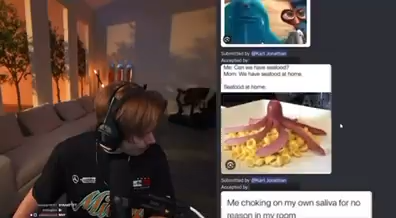 Submitted by @Karl_Jonathan
Accepted by
Me: Can we have seafood?
Mom: We have seafood at home.
Seafood at home:
Submitted by @Karl_Jonathan
Accepted by
Me choking on my own saliva for no
reason in my room